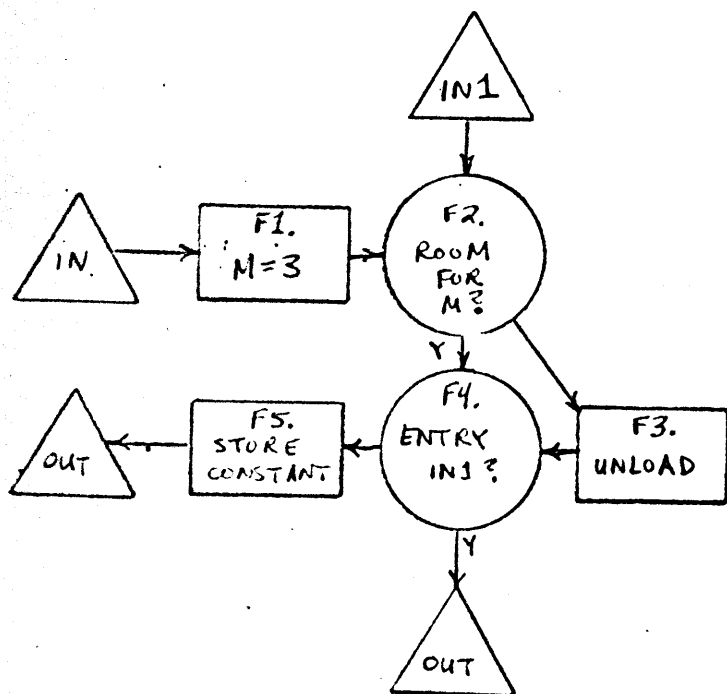 IN1
IN
F1.
M=3
F2.
ROOM
FOR
M?
Y
F4.
ENTRY
IN1?
Y
F3.
UNLOAD
F5.
STORE
CONSTANT
OUT
OUT